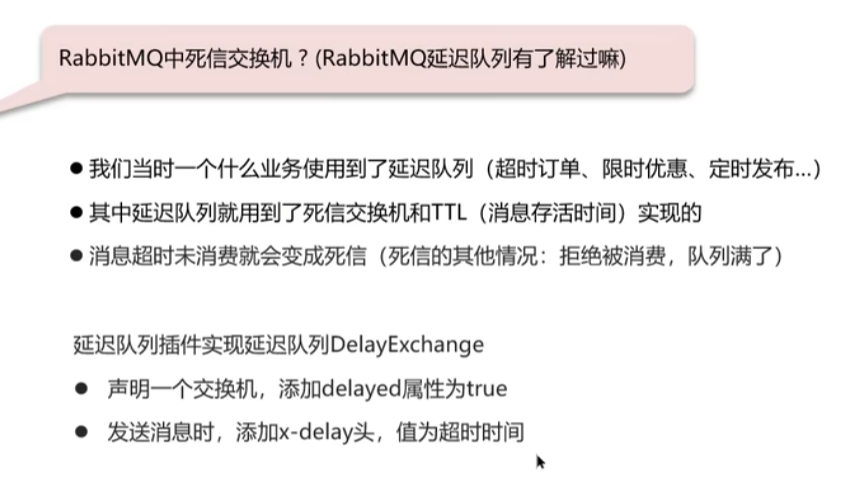 RabbitMQ中死信交换机？(RabbitMQ延迟队列有了解过嘛)
● 我们当时一个什么业务使用到了延迟队列（超时订单、限时优惠、定时发布...）
● 其中延迟队列就用到了死信交换机和TTL（消息存活时间）实现的
● 消息超时未消费就会变成死信（死信的其他情况：拒绝被消费，队列满了）
延迟队列插件实现延迟队列DelayExchange
● 声明一个交换机，添加delayed属性为true
● 发送消息时，添加x-delay头，值为超时时间